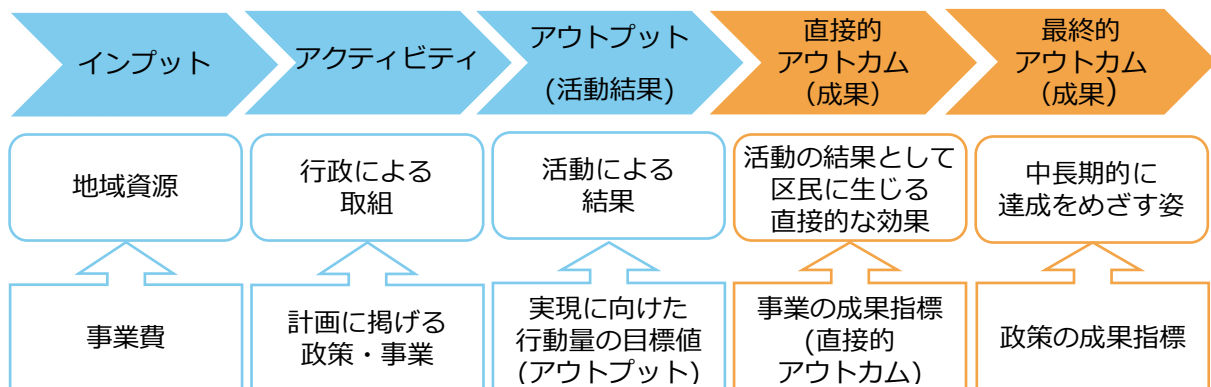 インプット
アクティビティ
アウトプット
(活動結果)
直接的
アウトカム
（成果）
最終的
アウトカム
（成果）
地域資源
行政による
取組
活動による
結果
活動の結果として
区民に生じる
直接的な効果
中長期的に
達成をめざす姿
事業費
計画に掲げる
政策・事業
実現に向けた
行動量の目標値
(アウトプット)
事業の成果指標
(直接的
アウトカム)
政策の成果指標